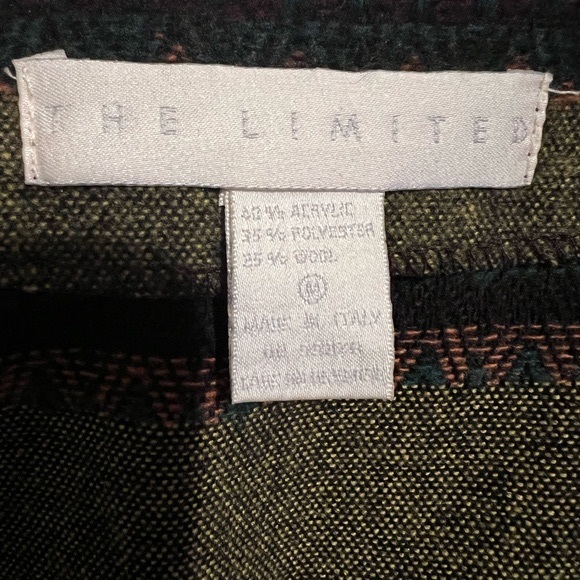 THE LIMITED
40 % ACRYLIC
35 % POLYESTER
25 % WOOL
M
MADE IN ITALY